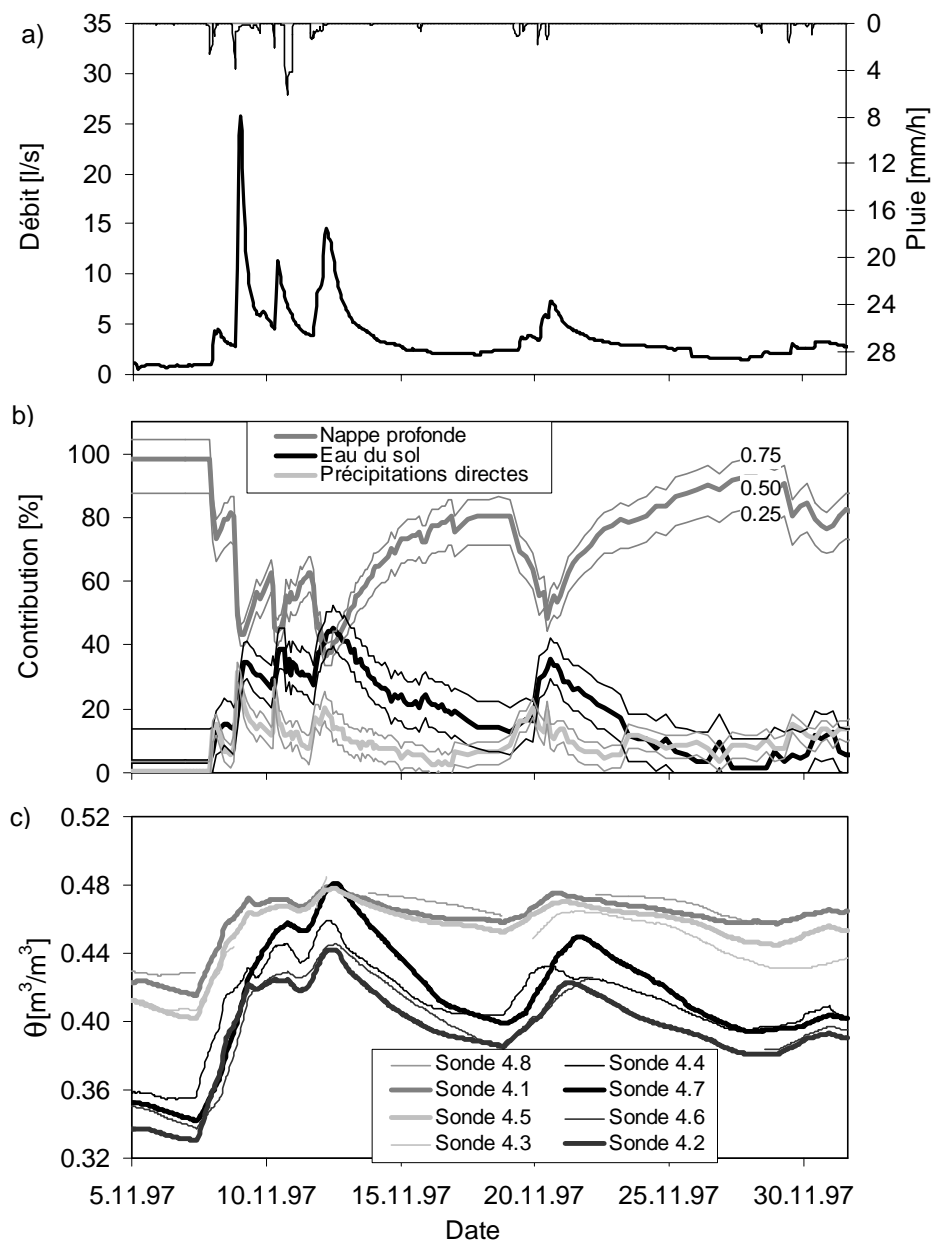 a)
35
30
25
20
15
10
5
0
Débit [l/s]
0
4
8
12
16
20
24
28
Pluie [mm/h]
b)
Nappe profonde
Eau du sol
Précipitations directes
100
80
60
40
20
0
Contribution [%]
0.75
0.50
0.25
c)
0.52
0.48
0.44
0.40
0.36
0.32
θ[m³/m³]
Sonde 4.8
Sonde 4.4
Sonde 4.1
Sonde 4.7
Sonde 4.5
Sonde 4.6
Sonde 4.3
Sonde 4.2
5.11.97 10.11.97 15.11.97 20.11.97 25.11.97 30.11.97
Date